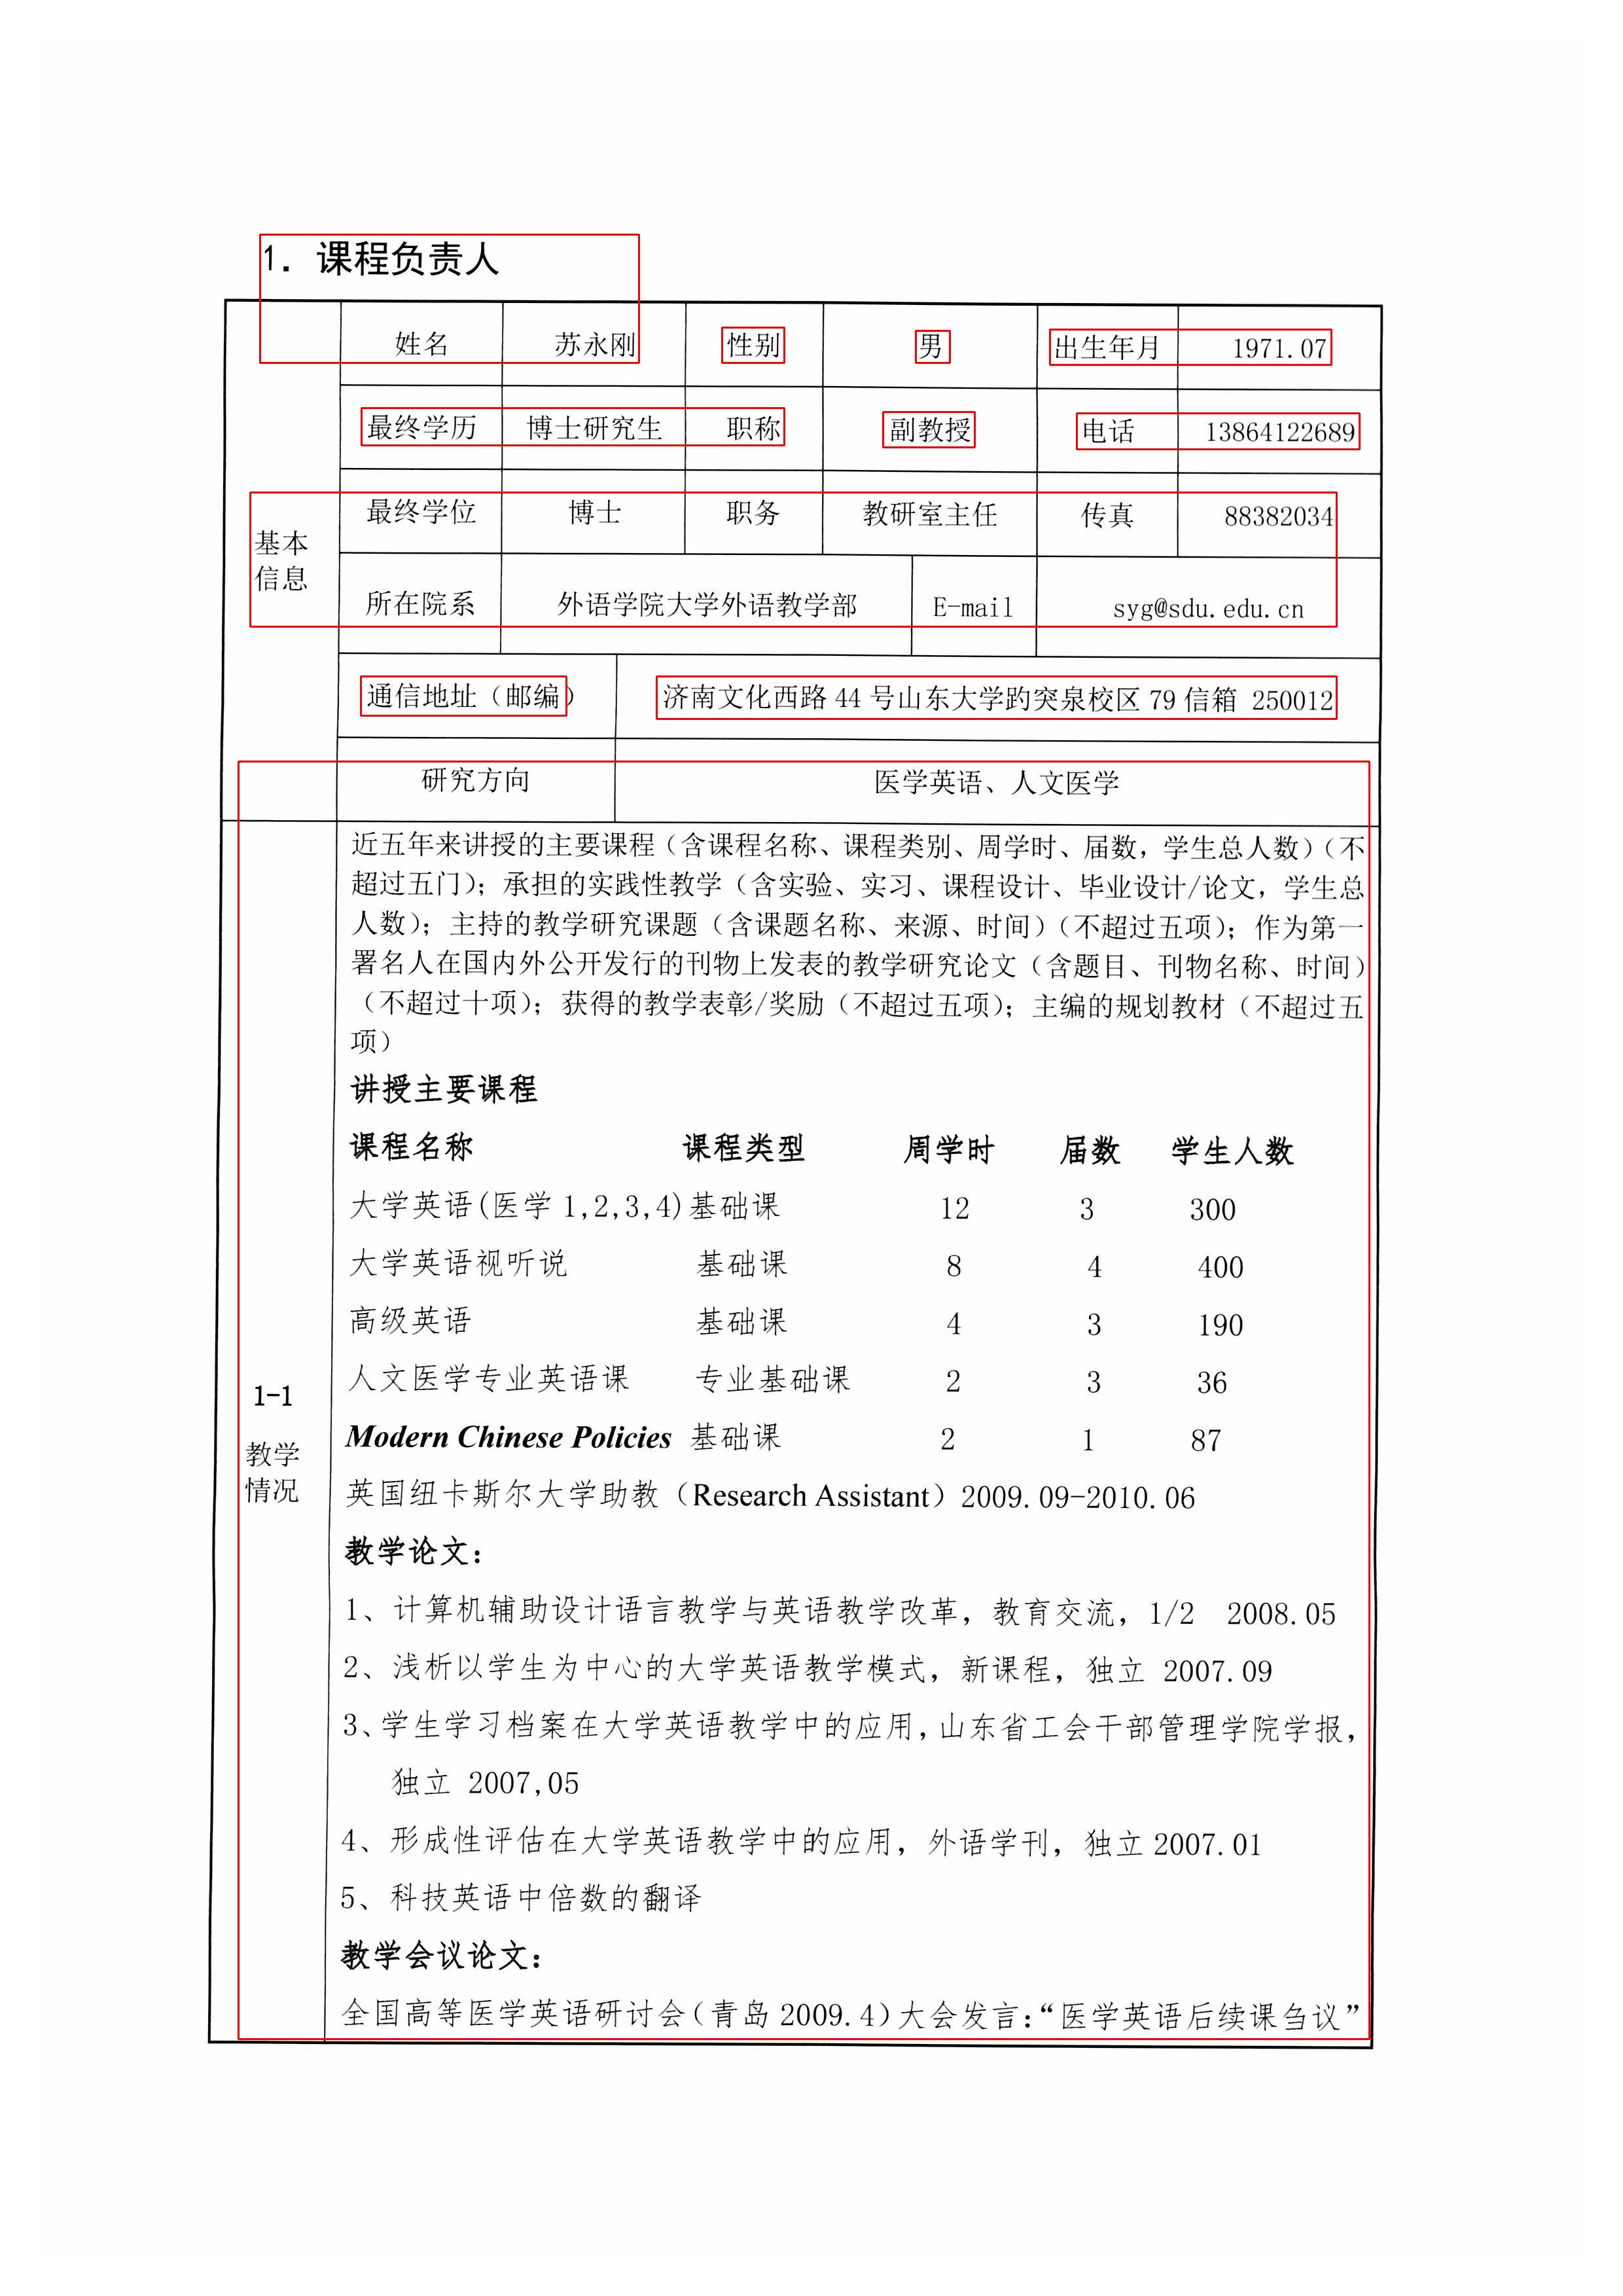 1. 课程负责人
姓名 苏永刚 性别 男 出生年月 1971.07
最终学历 博士研究生 职称 副教授 电话 13864122689
最终学位 博士 职务 教研室主任 传真 88382034
基本
信息
所在院系 外语学院大学外语教学部 E-mail syg@sdu.edu.cn
通信地址（邮编） 济南文化西路 44 号山东大学趵突泉校区 79 信箱 250012
研究方向 医学英语、人文医学
近五年来讲授的主要课程（含课程名称、课程类别、周学时、届数，学生总人数）（不
超过五门）；承担的实践性教学（含实验、实习、课程设计、毕业设计/论文，学生总
人数）；主持的教学研究课题（含课题名称、来源、时间）（不超过五项）；作为第一
署名人在国内外公开发行的刊物上发表的教学研究论文（含题目、刊物名称、时间）
（不超过十项）；获得的教学表彰/奖励（不超过五项）；主编的规划教材（不超过五
项）
讲授主要课程
课程名称 课程类型 周学时 届数 学生人数
大学英语(医学 1,2,3,4) 基础课 12 3 300
大学英语视听说 基础课 8 4 400
高级英语 基础课 4 3 190
人文医学专业英语课 专业基础课 2 3 36
1-1
教学
情况
Modern Chinese Policies 基础课 2 1 87
英国纽卡斯尔大学助教（Research Assistant）2009.09-2010.06
教学论文：
1、计算机辅助设计语言教学与英语教学改革，教育交流，1/2 2008.05
2、浅析以学生为中心的大学英语教学模式，新课程，独立 2007.09
3、学生学习档案在大学英语教学中的应用，山东省工会干部管理学院学报，
独立 2007,05
4、形成性评估在大学英语教学中的应用，外语学刊，独立 2007.01
5、科技英语中倍数的翻译
教学会议论文：
全国高等医学英语研讨会（青岛 2009.4）大会发言：“医学英语后续课刍议”